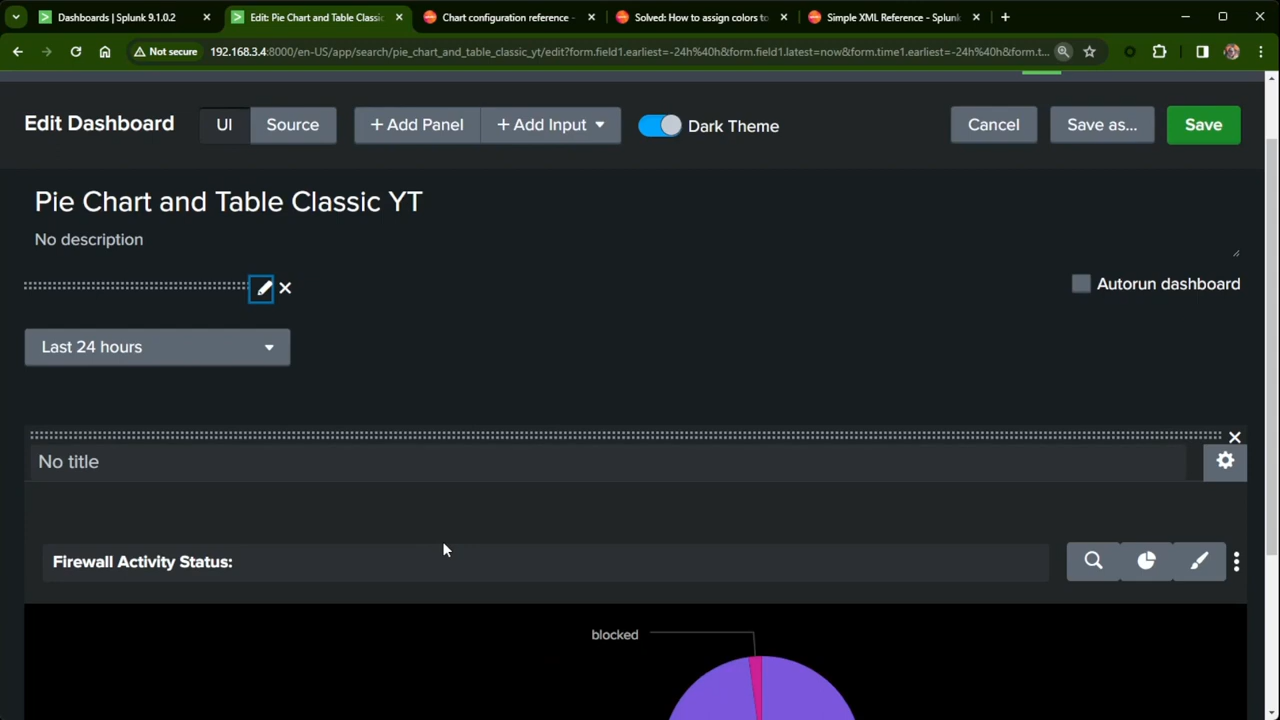 Dashboards | Splunk 9.1.0.2
Edit: Pie Chart and Table Classic
Chart configuration reference -
Solved: How to assign colors to
Simple XML Reference - Splunk
Not secure
192.168.3.4:8000/en-US/app/search/pie_chart_and_table_classic_yt/edit?form.field1.earliest=-24h%40h&form.field1.latest=now&form.time1.earliest=-24h%40h&form.t...
Edit Dashboard
UI
Source
+ Add Panel
+ Add Input
Dark Theme
Cancel
Save as...
Save
Pie Chart and Table Classic YT
No description
Autorun dashboard
Last 24 hours
No title
Firewall Activity Status:
blocked